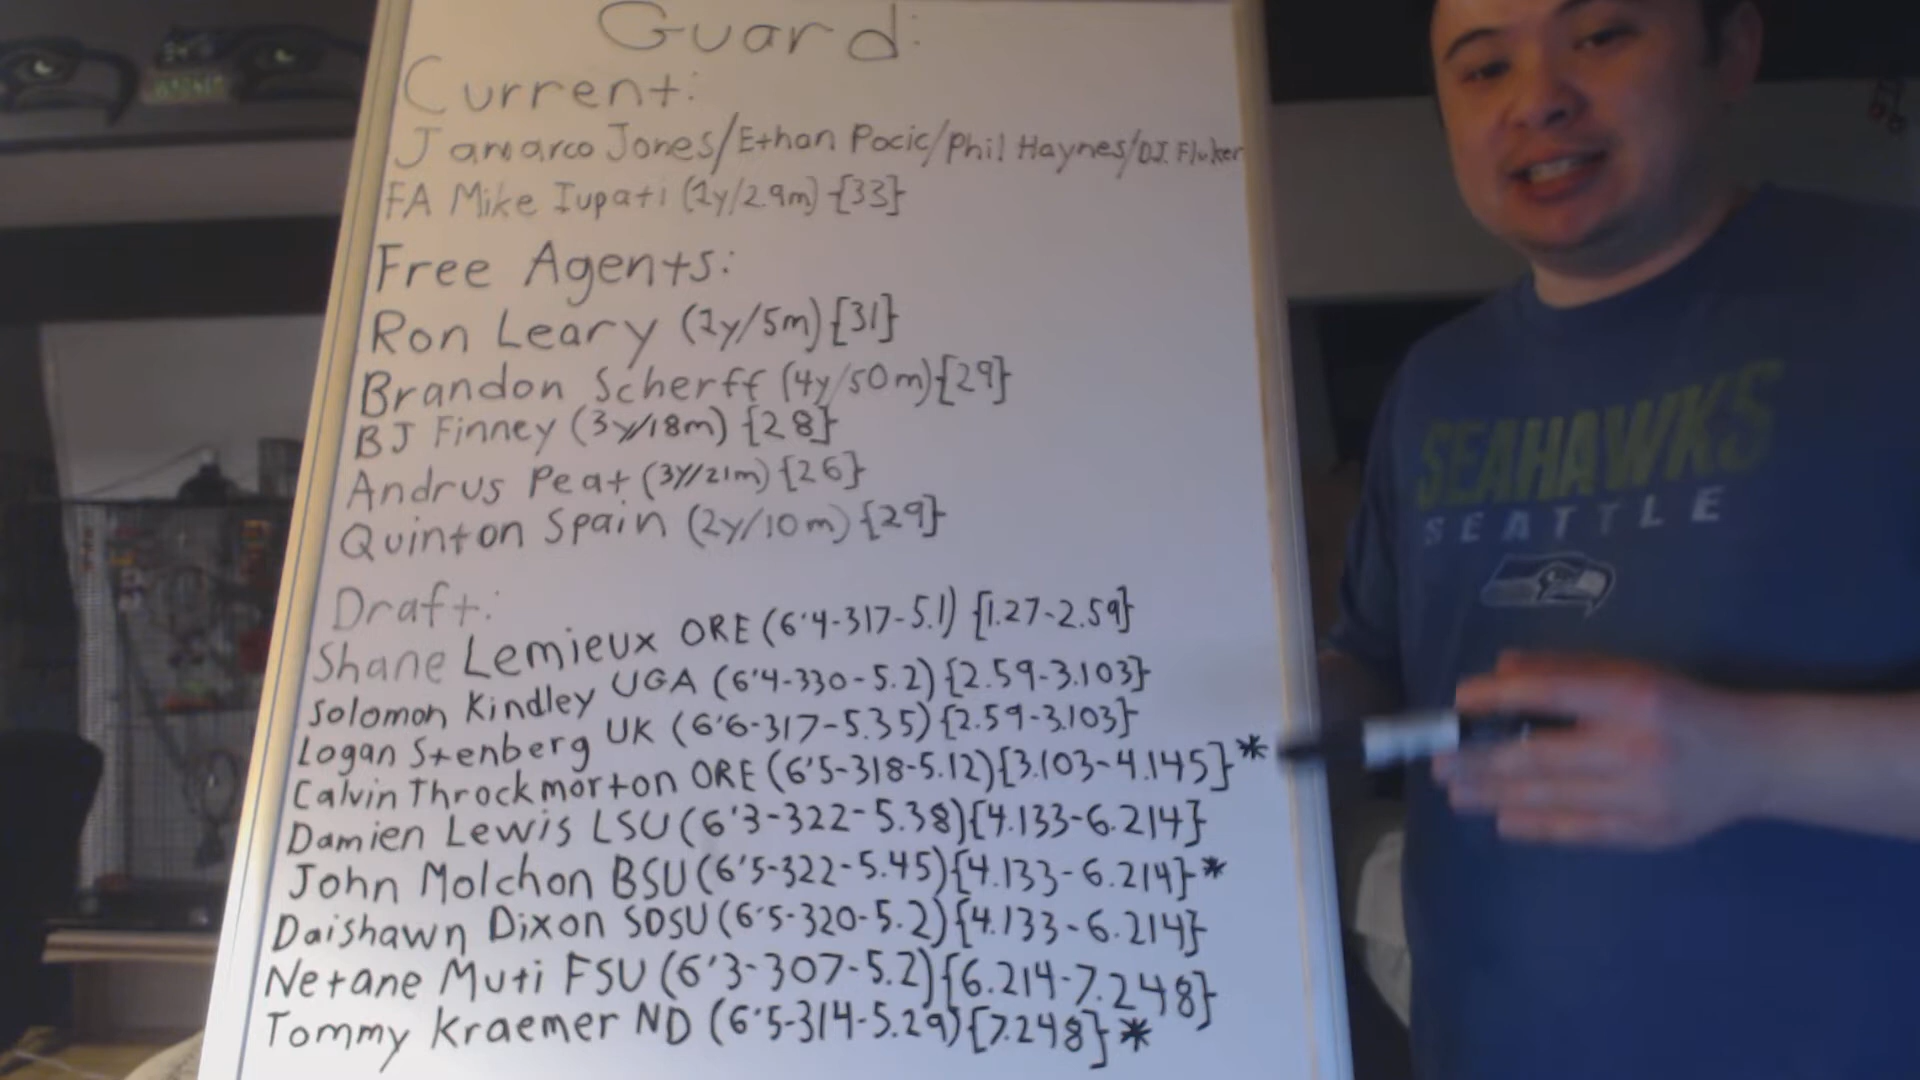 Guard:
Current:
Jamarco Jones/Ethan Pocic/Phil Haynes/D.J. Fluker
FA Mike Iupati (1y/2.9m) {33}
Free Agents:
Ron Leary (2y/5m) {31}
Brandon Scherff (4y/50m) {29}
BJ Finney (3y/18m) {28}
Andrus Peat (3y/21m) {26}
Quinton Spain (2y/10m) {29}
Draft:
Shane Lemieux ORE (6'4-317-5.1) {1.27-2.59}
Solomon Kindley UGA (6'4-330-5.2) {2.59-3.103}
Logan Stenberg UK (6'6-317-5.35) {2.59-3.103}
Calvin Throckmorton ORE (6'5-318-5.12) {3.103-4.145} *
Damien Lewis LSU (6'3-322-5.38) {4.133-6.214}
John Molchon BSU (6'5-322-5.45) {4.133-6.214} *
Daishawn Dixon SDSU (6'5-320-5.2) {4.133-6.214}
Netane Muti FSU (6'3-307-5.2) {6.214-7.248}
Tommy Kraemer ND (6'5-314-5.29) {7.248} *
SEAHAWKS
SEATTLE